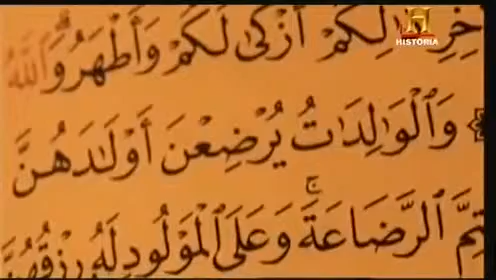 H
HISTORIA
ذَٰلِكُمْ أَزْكَىٰ لَكُمْ وَأَطْهَرُ وَٱللَّهُ
وَٱلْوَٰلِدَٰتُ يُرْضِعْنَ أَوْلَٰدَهُنَّ
يُتِمَّ ٱلرَّضَاعَةَ ۚ وَعَلَى ٱلْمَوْلُودِ لَهُۥ رِزْقُهُنَّ